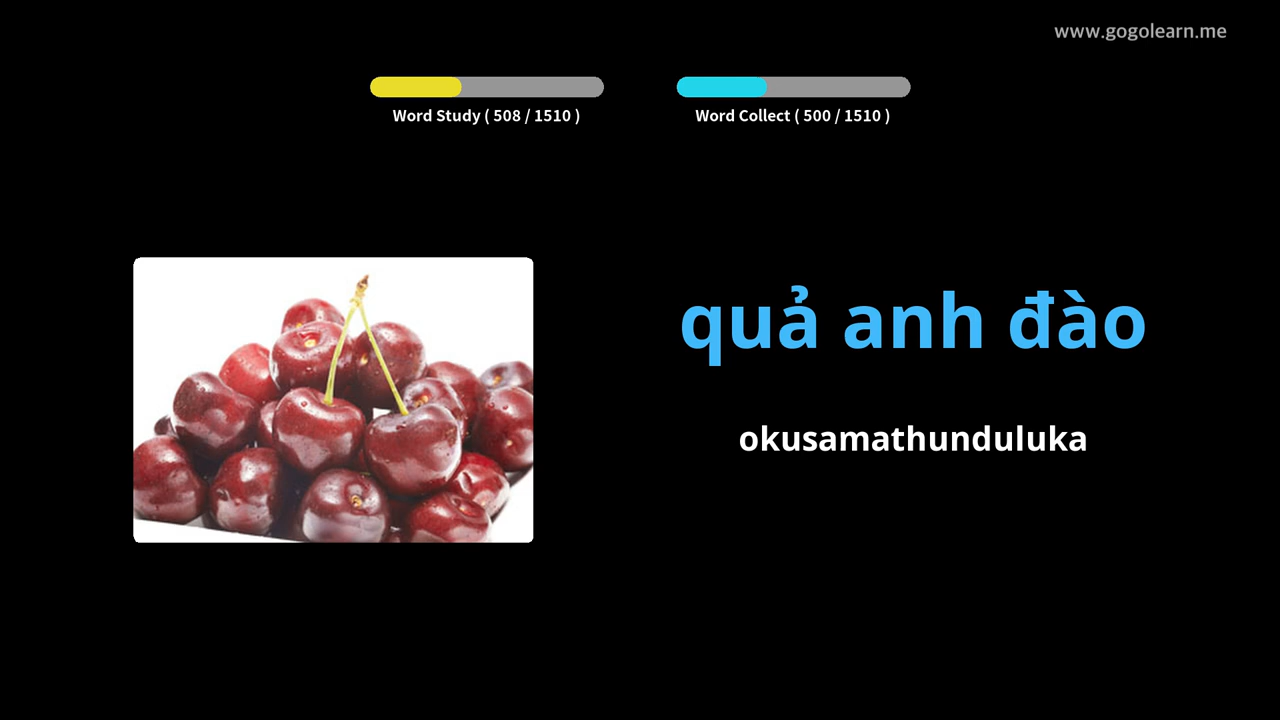 www.gogolearn.me
Word Study ( 508 / 1510 )
Word Collect ( 500 / 1510 )
quả anh đào
okusamathunduluka